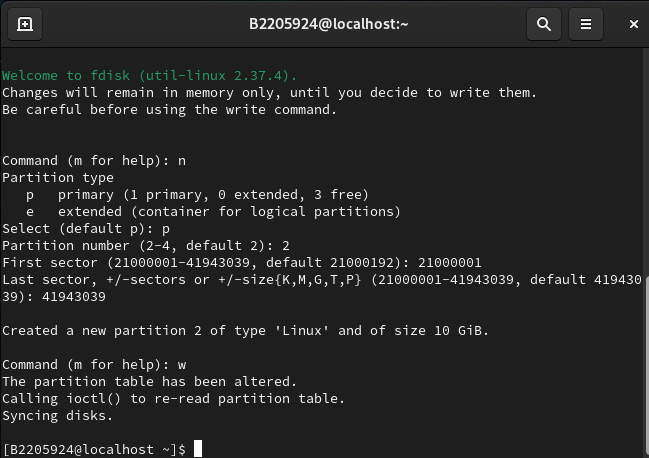 B2205924@localhost:~
Welcome to fdisk (util-linux 2.37.4).
Changes will remain in memory only, until you decide to write them.
Be careful before using the write command.
Command (m for help): n
Partition type
   p   primary (1 primary, 0 extended, 3 free)
   e   extended (container for logical partitions)
Select (default p): p
Partition number (2-4, default 2): 2
First sector (21000001-41943039, default 21000192): 21000001
Last sector, +/-sectors or +/-size{K,M,G,T,P} (21000001-41943039, default 419430
39): 41943039
Created a new partition 2 of type 'Linux' and of size 10 GiB.
Command (m for help): w
The partition table has been altered.
Calling ioctl() to re-read partition table.
Syncing disks.
[B2205924@localhost ~]$